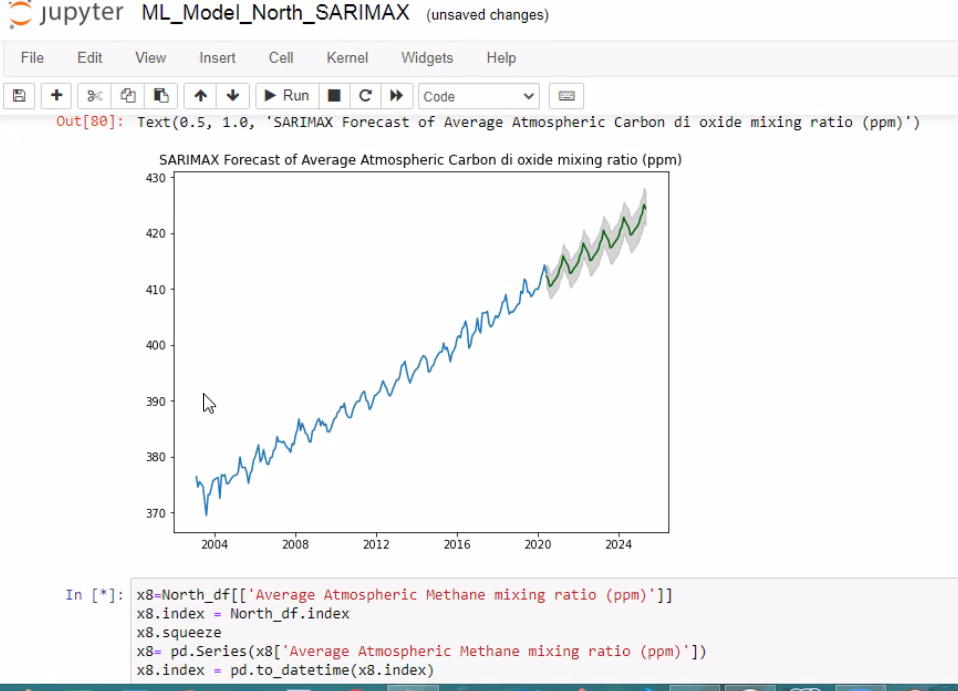 jupyter ML_Model_North_SARIMAX (unsaved changes)
File Edit View Insert Cell Kernel Widgets Help
Run Code
Out[80]: Text(0.5, 1.0, 'SARIMAX Forecast of Average Atmospheric Carbon di oxide mixing ratio (ppm)')
SARIMAX Forecast of Average Atmospheric Carbon di oxide mixing ratio (ppm)
430
420
410
400
390
380
370
2004 2008 2012 2016 2020 2024
In [*]: x8=North_df[['Average Atmospheric Methane mixing ratio (ppm)']]
x8.index = North_df.index
x8.squeeze
x8= pd.Series(x8['Average Atmospheric Methane mixing ratio (ppm)'])
x8.index = pd.to_datetime(x8.index)